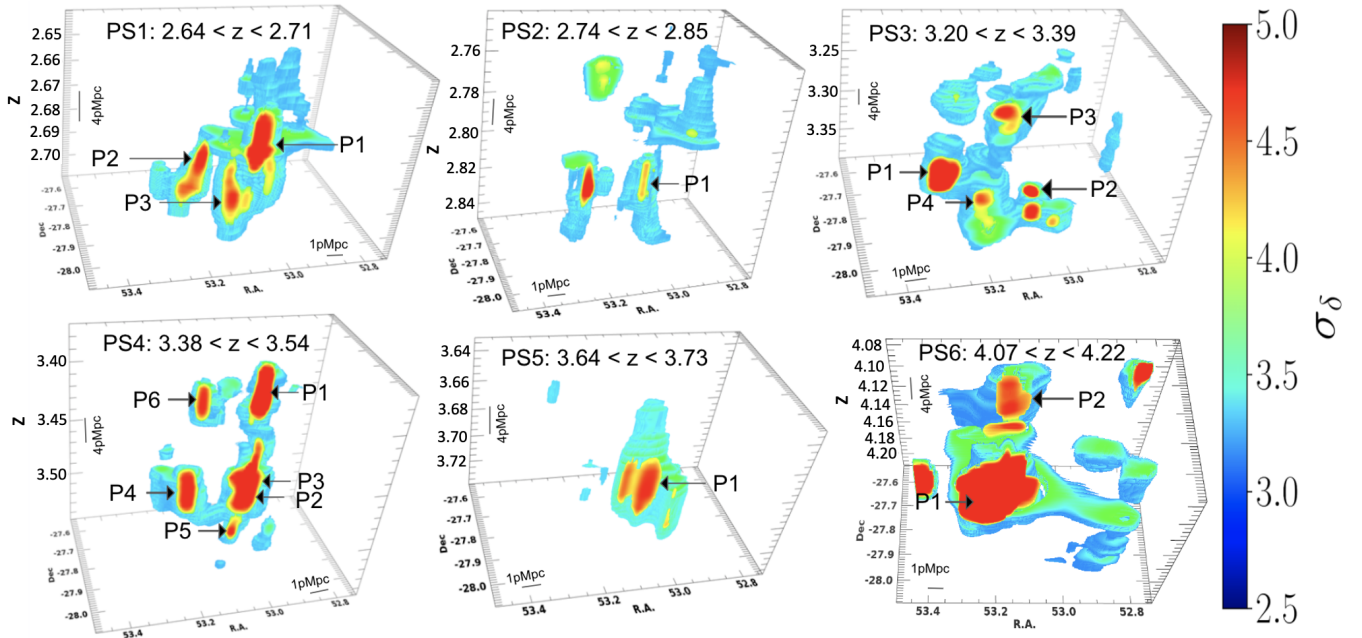 PS1: 2.64 < z < 2.71
2.65
2.66
2.67
2.68
2.69
2.70
Z
4pMpc
P1
P2
P3
-27.6
-27.7
-27.8
-27.9
-28.0
Dec
53.4
53.2
53.0
52.8
1pMpc
PS2: 2.74 < z < 2.85
2.76
2.78
2.80
2.82
2.84
Z
4pMpc
P1
-27.6
-27.7
-27.8
-27.9
-28.0
Dec
53.4
53.2
53.0
52.8
R.A.
1pMpc
PS3: 3.20 < z < 3.39
3.25
3.30
3.35
4pMpc
P3
P1
P2
P4
-27.6
-27.7
-27.8
-27.9
-28.0
Dec
53.4
53.2
53.0
52.8
R.A.
1pMpc
PS4: 3.38 < z < 3.54
3.40
3.45
3.50
Z
4pMpc
P6
P1
P4
P3
P2
P5
-27.6
-27.7
-27.8
-27.9
-28.0
Dec
53.4
53.2
53.0
52.8
1pMpc
PS5: 3.64 < z < 3.73
3.64
3.66
3.68
3.70
3.72
Z
4pMpc
P1
-27.6
-27.7
-27.8
-27.9
-28.0
Dec
53.4
53.2
53.0
52.8
R.A.
1pMpc
PS6: 4.07 < z < 4.22
4.08
4.10
4.12
4.14
4.16
4.18
4.20
Z
4pMpc
P2
P1
-27.6
-27.7
-27.8
-27.9
-28.0
Dec
53.4
53.2
53.0
52.8
R.A.
1pMpc
5.0
4.5
4.0
3.5
3.0
2.5
σδ